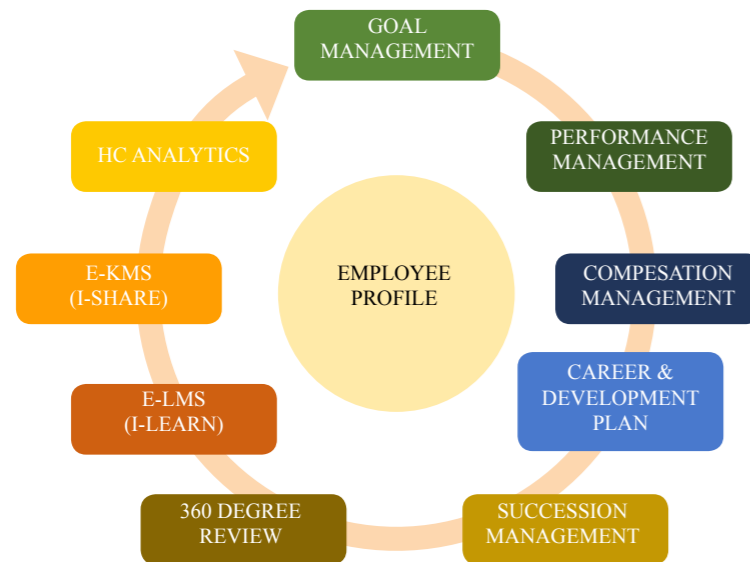 GOAL
MANAGEMENT
PERFORMANCE
MANAGEMENT
COMPESATION
MANAGEMENT
CAREER &
DEVELOPMENT
PLAN
SUCCESSION
MANAGEMENT
360 DEGREE
REVIEW
E-LMS
(I-LEARN)
E-KMS
(I-SHARE)
HC ANALYTICS
EMPLOYEE
PROFILE